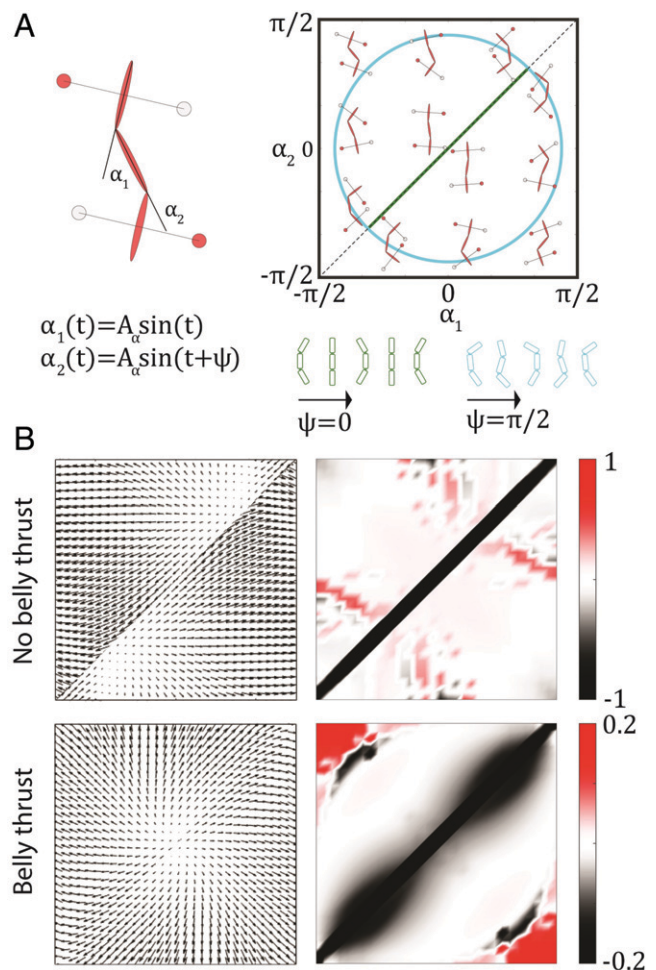 A
π/2
α₂ 0
-π/2
-π/2 0 π/2
α₁
α₁
α₂
α₁(t)=Aαsin(t)
α₂(t)=Aαsin(t+ψ)
ψ=0
ψ=π/2
B
No belly thrust
1
-1
Belly thrust
0.2
-0.2